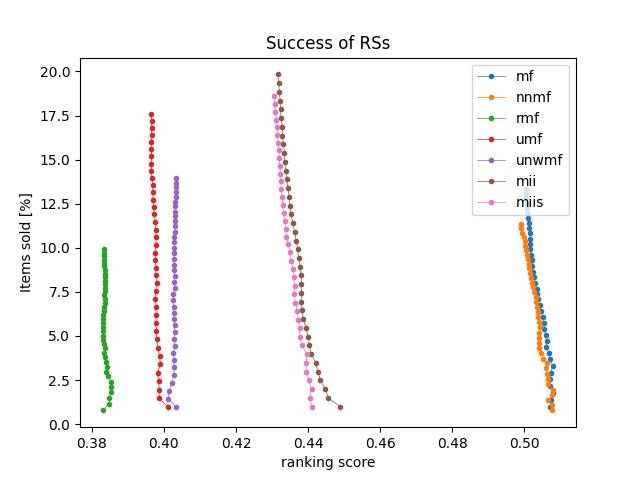 Success of RSs
Items sold [%]
20.0
17.5
15.0
12.5
10.0
7.5
5.0
2.5
0.0
0.38
0.40
0.42
0.44
0.46
0.48
0.50
ranking score
mf
nnmf
rmf
umf
unwmf
mii
miis